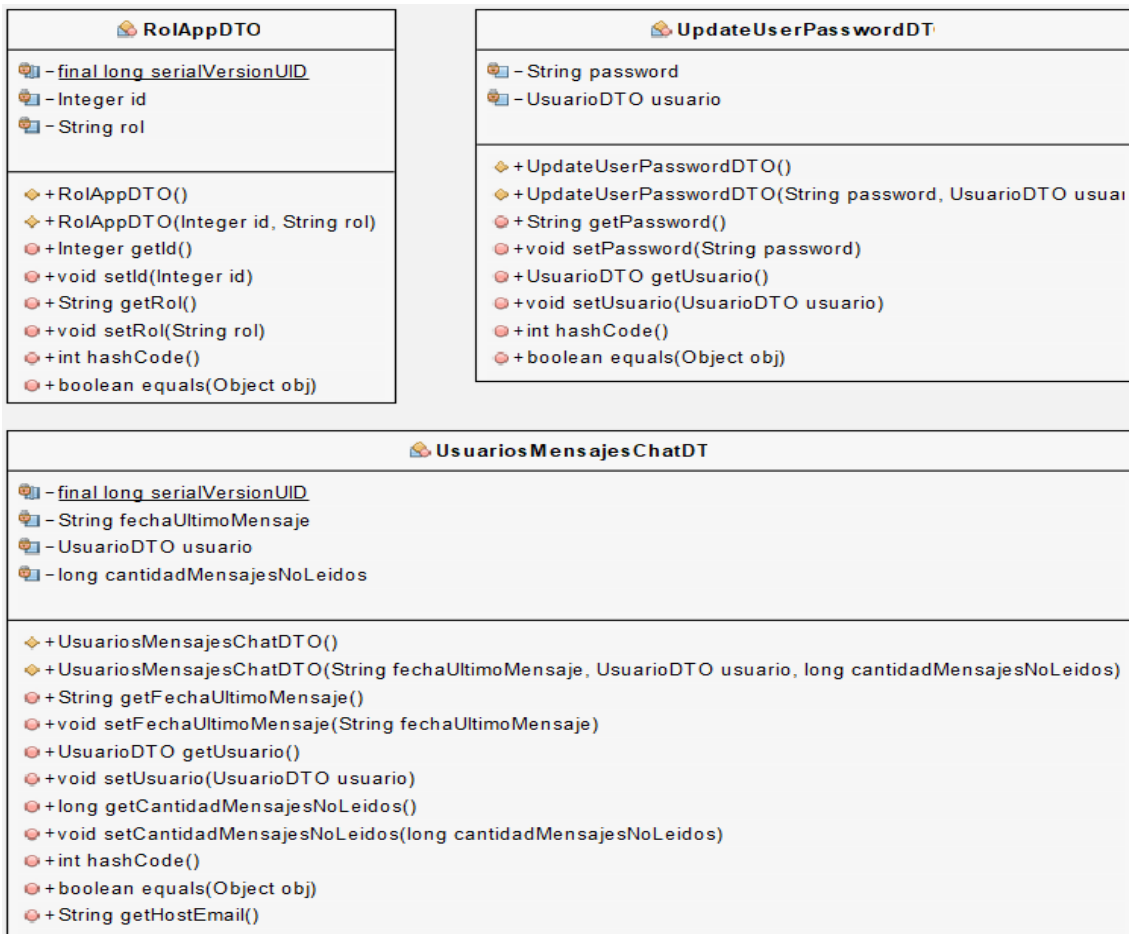 RolAppDTO
– final long serialVersionUID
– Integer id
– String rol
+ RolAppDTO()
+ RolAppDTO(Integer id, String rol)
+ Integer getId()
+ void setId(Integer id)
+ String getRol()
+ void setRol(String rol)
+ int hashCode()
+ boolean equals(Object obj)
UpdateUserPasswordDT
– String password
– UsuarioDTO usuario
+ UpdateUserPasswordDTO()
+ UpdateUserPasswordDTO(String password, UsuarioDTO usuar
+ String getPassword()
+ void setPassword(String password)
+ UsuarioDTO getUsuario()
+ void setUsuario(UsuarioDTO usuario)
+ int hashCode()
+ boolean equals(Object obj)
UsuariosMensajesChatDT
– final long serialVersionUID
– String fechaUltimoMensaje
– UsuarioDTO usuario
– long cantidadMensajesNoLeidos
+ UsuariosMensajesChatDTO()
+ UsuariosMensajesChatDTO(String fechaUltimoMensaje, UsuarioDTO usuario, long cantidadMensajesNoLeidos)
+ String getFechaUltimoMensaje()
+ void setFechaUltimoMensaje(String fechaUltimoMensaje)
+ UsuarioDTO getUsuario()
+ void setUsuario(UsuarioDTO usuario)
+ long getCantidadMensajesNoLeidos()
+ void setCantidadMensajesNoLeidos(long cantidadMensajesNoLeidos)
+ int hashCode()
+ boolean equals(Object obj)
+ String getHostEmail()